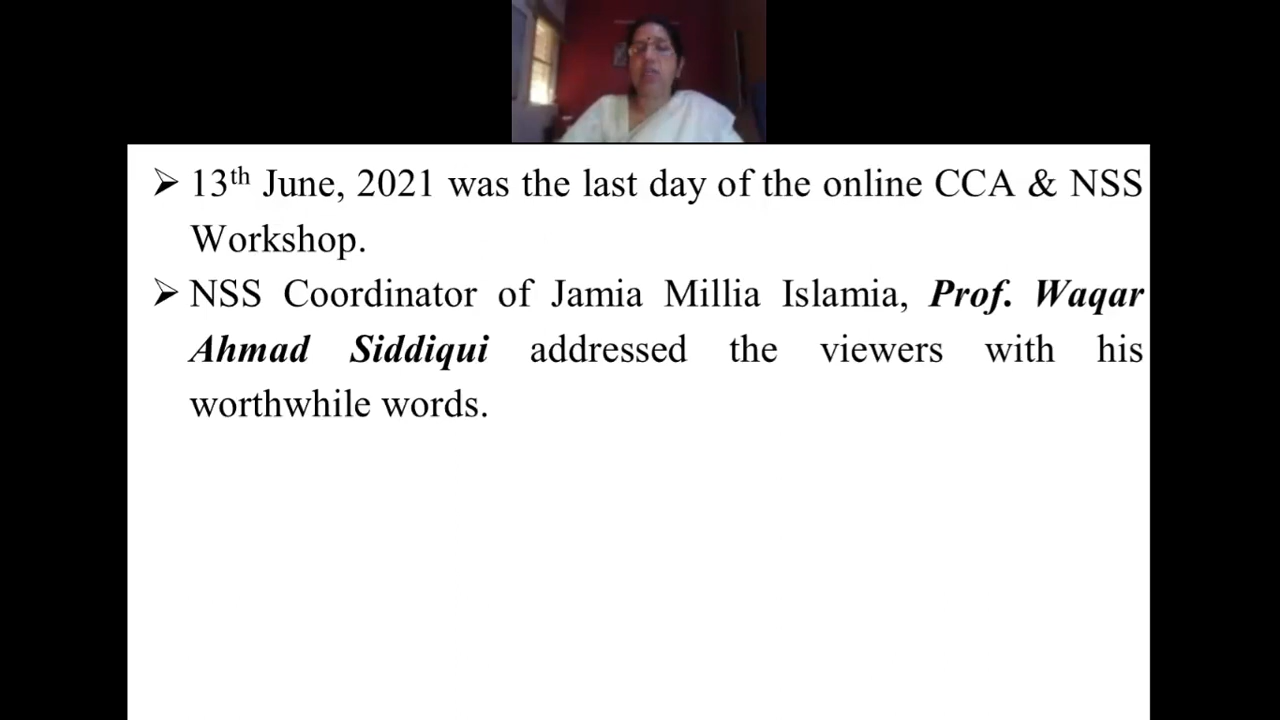 ➢ 13th June, 2021 was the last day of the online CCA & NSS
Workshop.
➢ NSS Coordinator of Jamia Millia Islamia, Prof. Waqar
Ahmad Siddiqui addressed the viewers with his
worthwhile words.